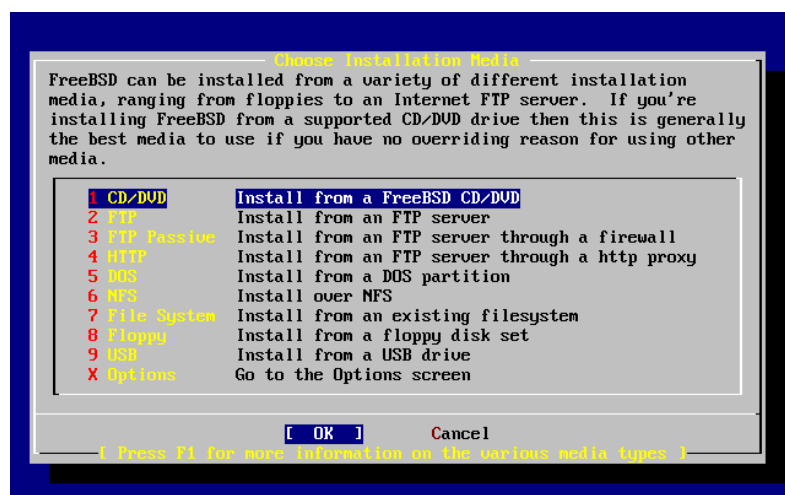 Choose Installation Media
FreeBSD can be installed from a variety of different installation
media, ranging from floppies to an Internet FTP server.  If you're
installing FreeBSD from a supported CD/DVD drive then this is generally
the best media to use if you have no overriding reason for using other
media.
1 CD/DVD Install from a FreeBSD CD/DVD
2 FTP Install from an FTP server
3 FTP Passive Install from an FTP server through a firewall
4 HTTP Install from an FTP server through a http proxy
5 DOS Install from a DOS partition
6 NFS Install over NFS
7 File System Install from an existing filesystem
8 Floppy Install from a floppy disk set
9 USB Install from a USB drive
X Options Go to the Options screen
[ OK ] Cancel
[ Press F1 for more information on the various media types ]